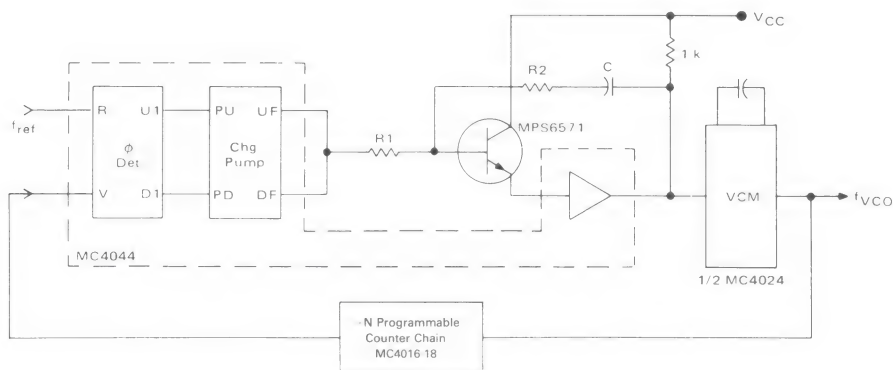 VCC
1 k
R2
C
MPS6571
R1
fref
R
U1
ϕ
Det
V
D1
PU
UF
Chg
Pump
PD
DF
MC4044
VCM
fVCO
1/2 MC4024
N Programmable
Counter Chain
MC4016·18